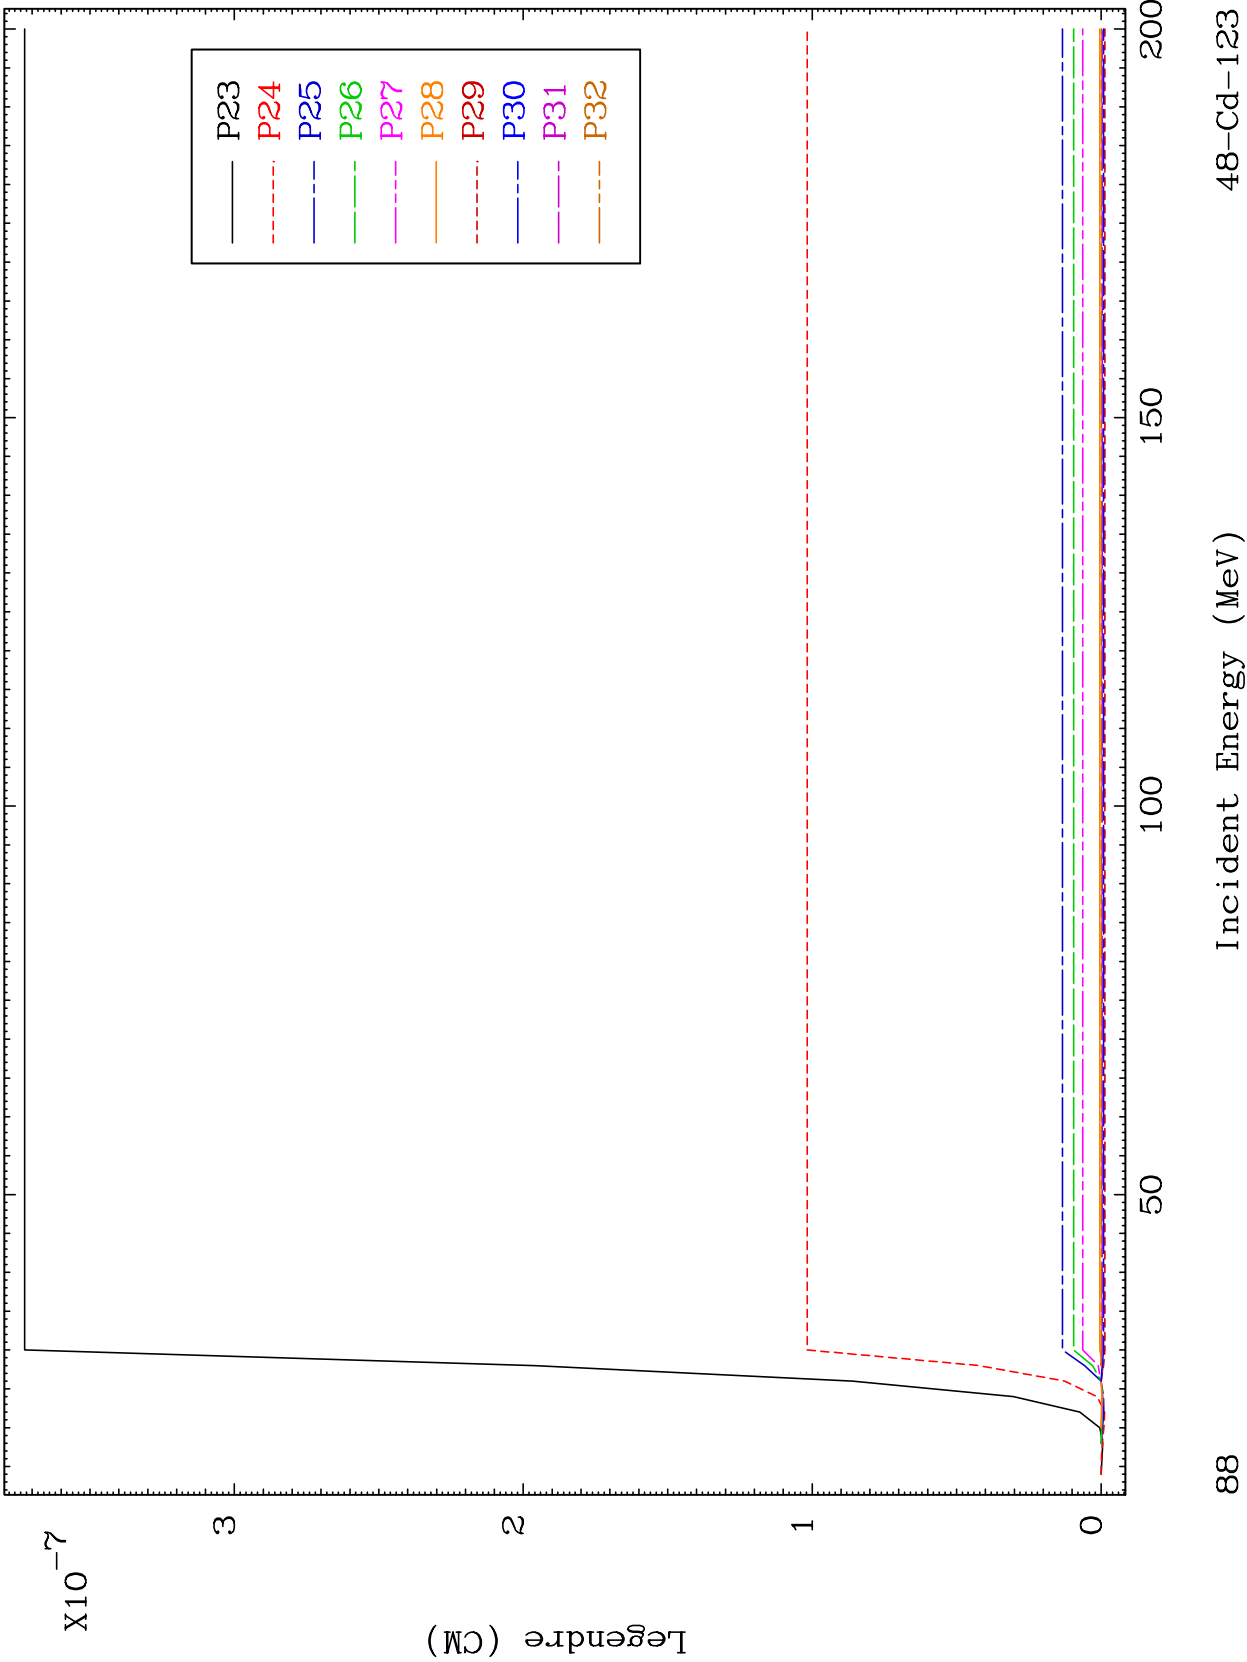 X10-7
3
2
1
0
Legendre (CM)
50
100
150
200
Incident Energy (MeV)
88
48-Cd-123
P23
P24
P25
P26
P27
P28
P29
P30
P31
P32